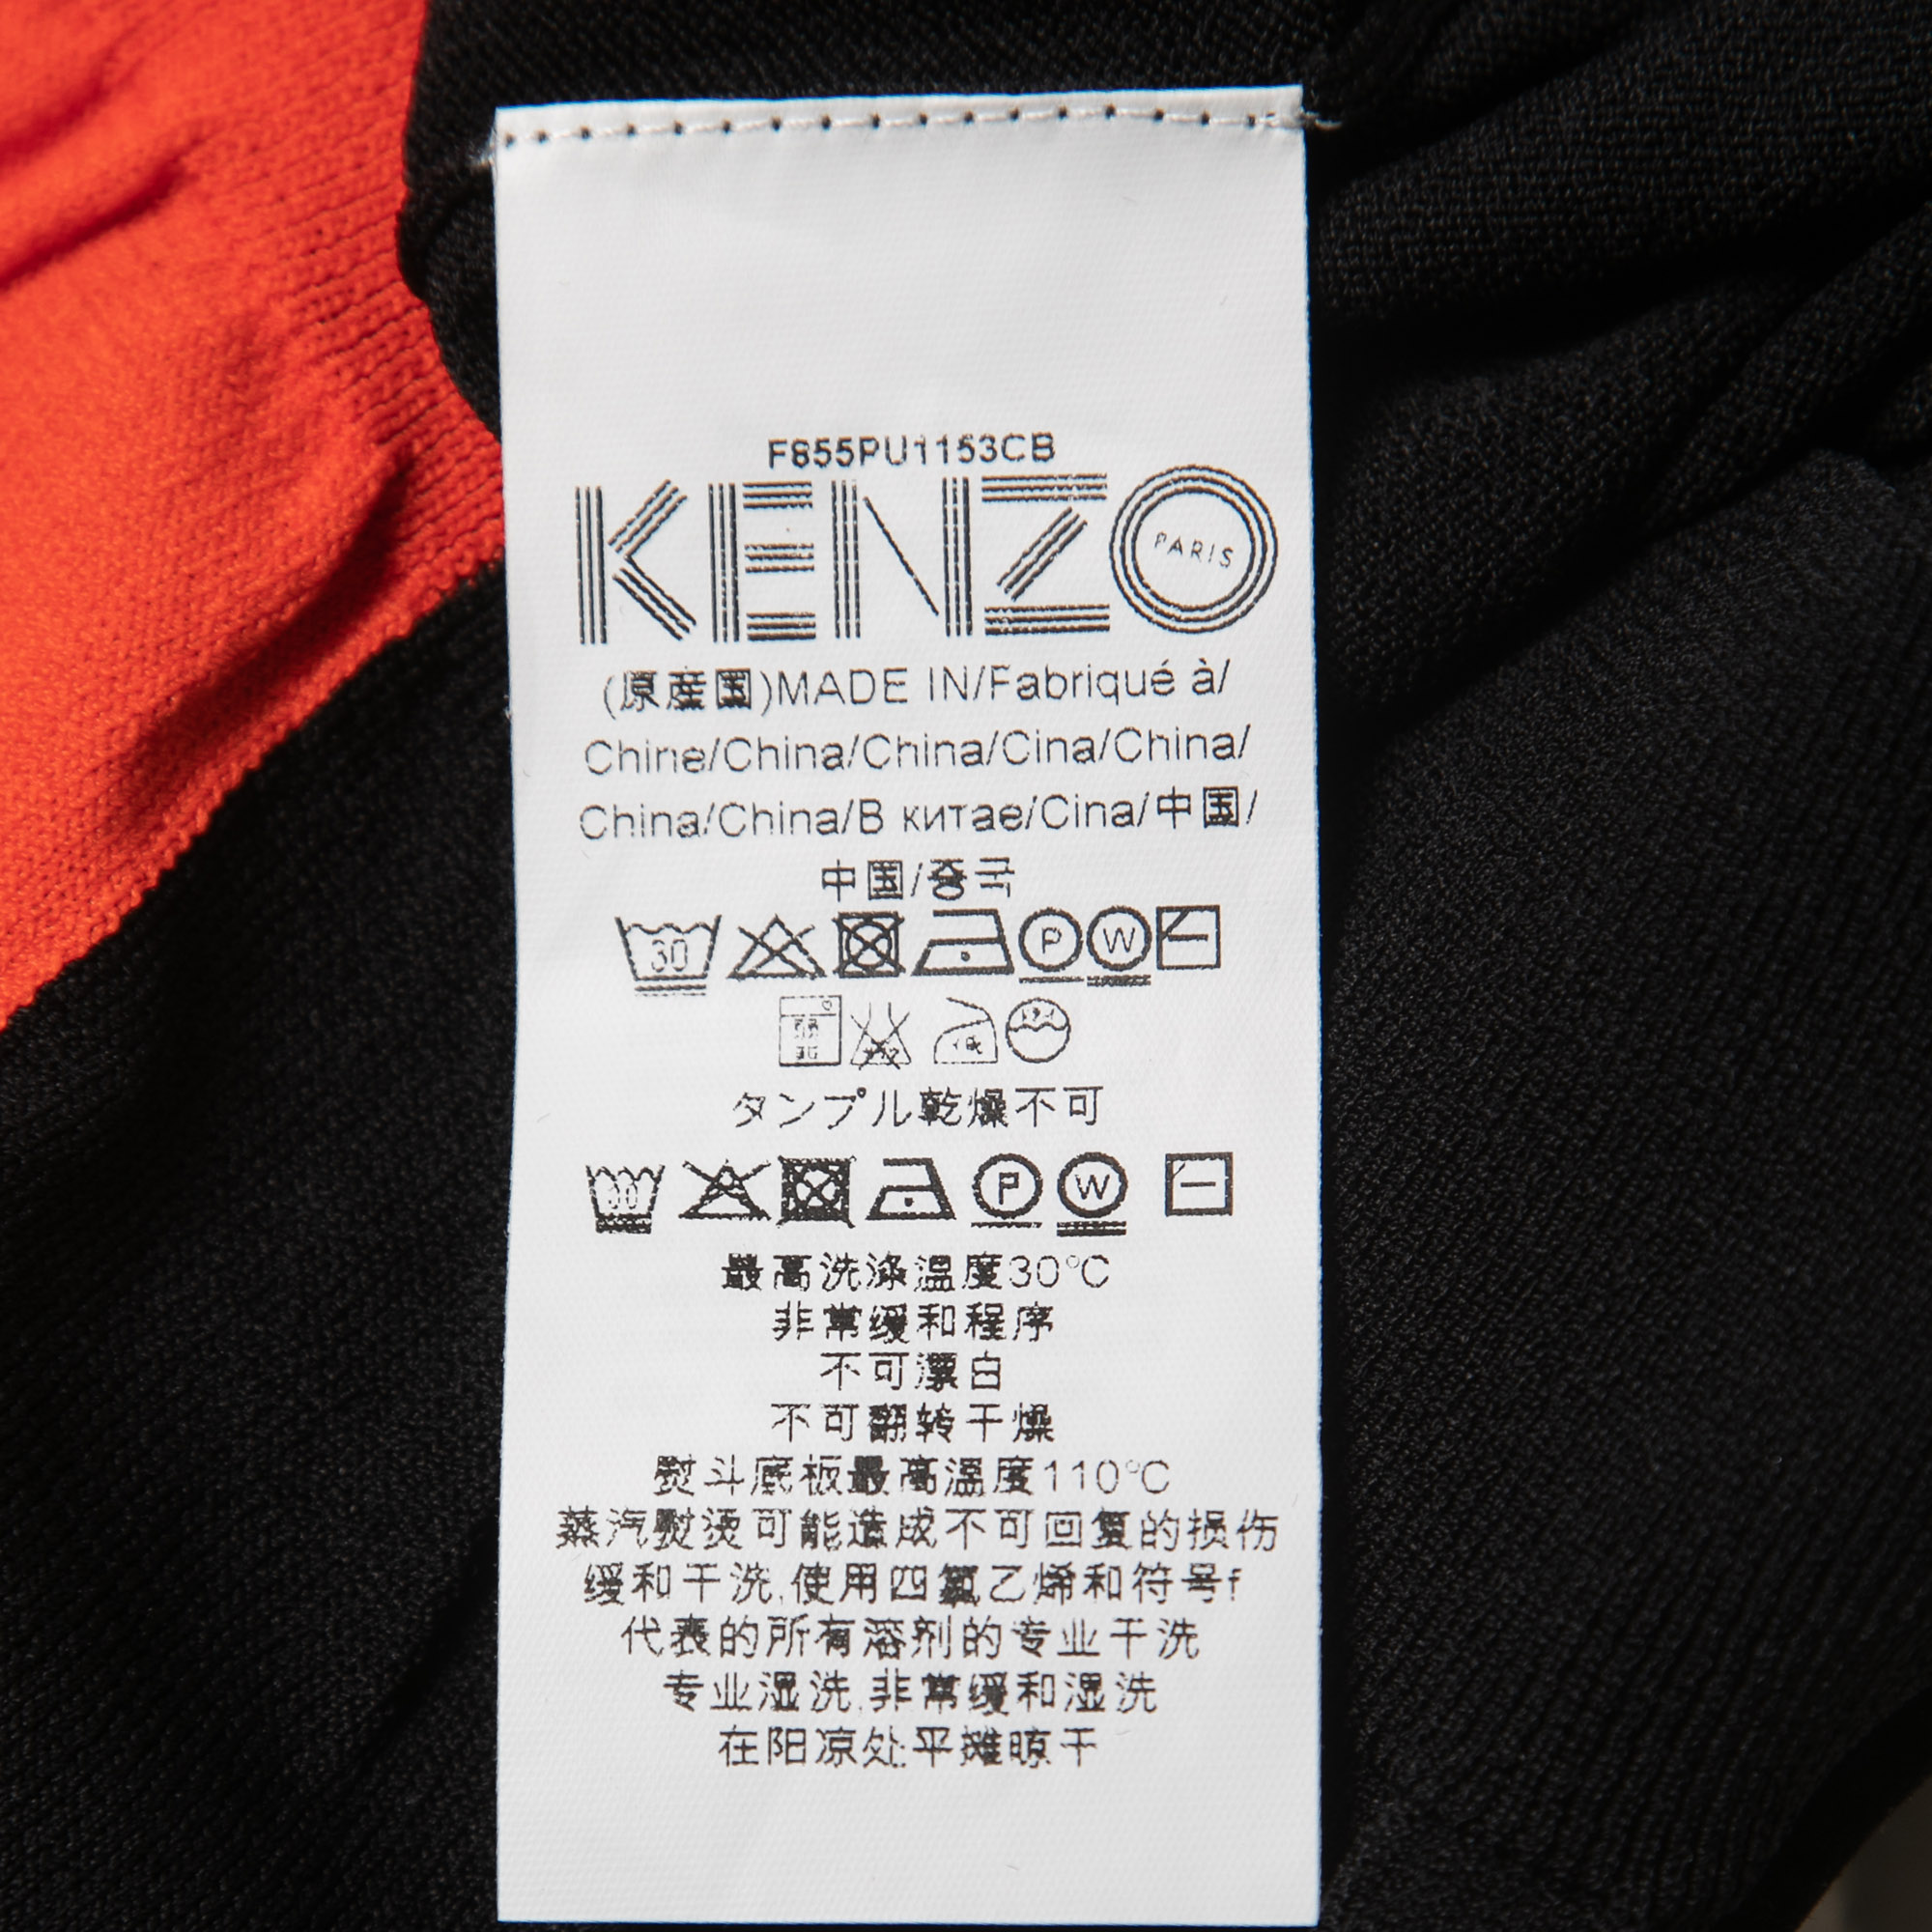 F855PU1153CB
KENZO
PARIS
(原産国)MADE IN/Fabriqué à/
Chine/China/China/Cina/China/
China/China/В китае/Cina/中国/
中国/중국
30
P
W
タンブル乾燥不可
30
P
W
最高洗涤温度30°C
非常缓和程序
不可漂白
不可翻转干燥
熨斗底板最高温度110°C
蒸汽熨烫可能造成不可回复的损伤
缓和干洗,使用四氯乙烯和符号f
代表的所有溶剂的专业干洗
专业湿洗,非常缓和湿洗
在阳凉处平摊晾干